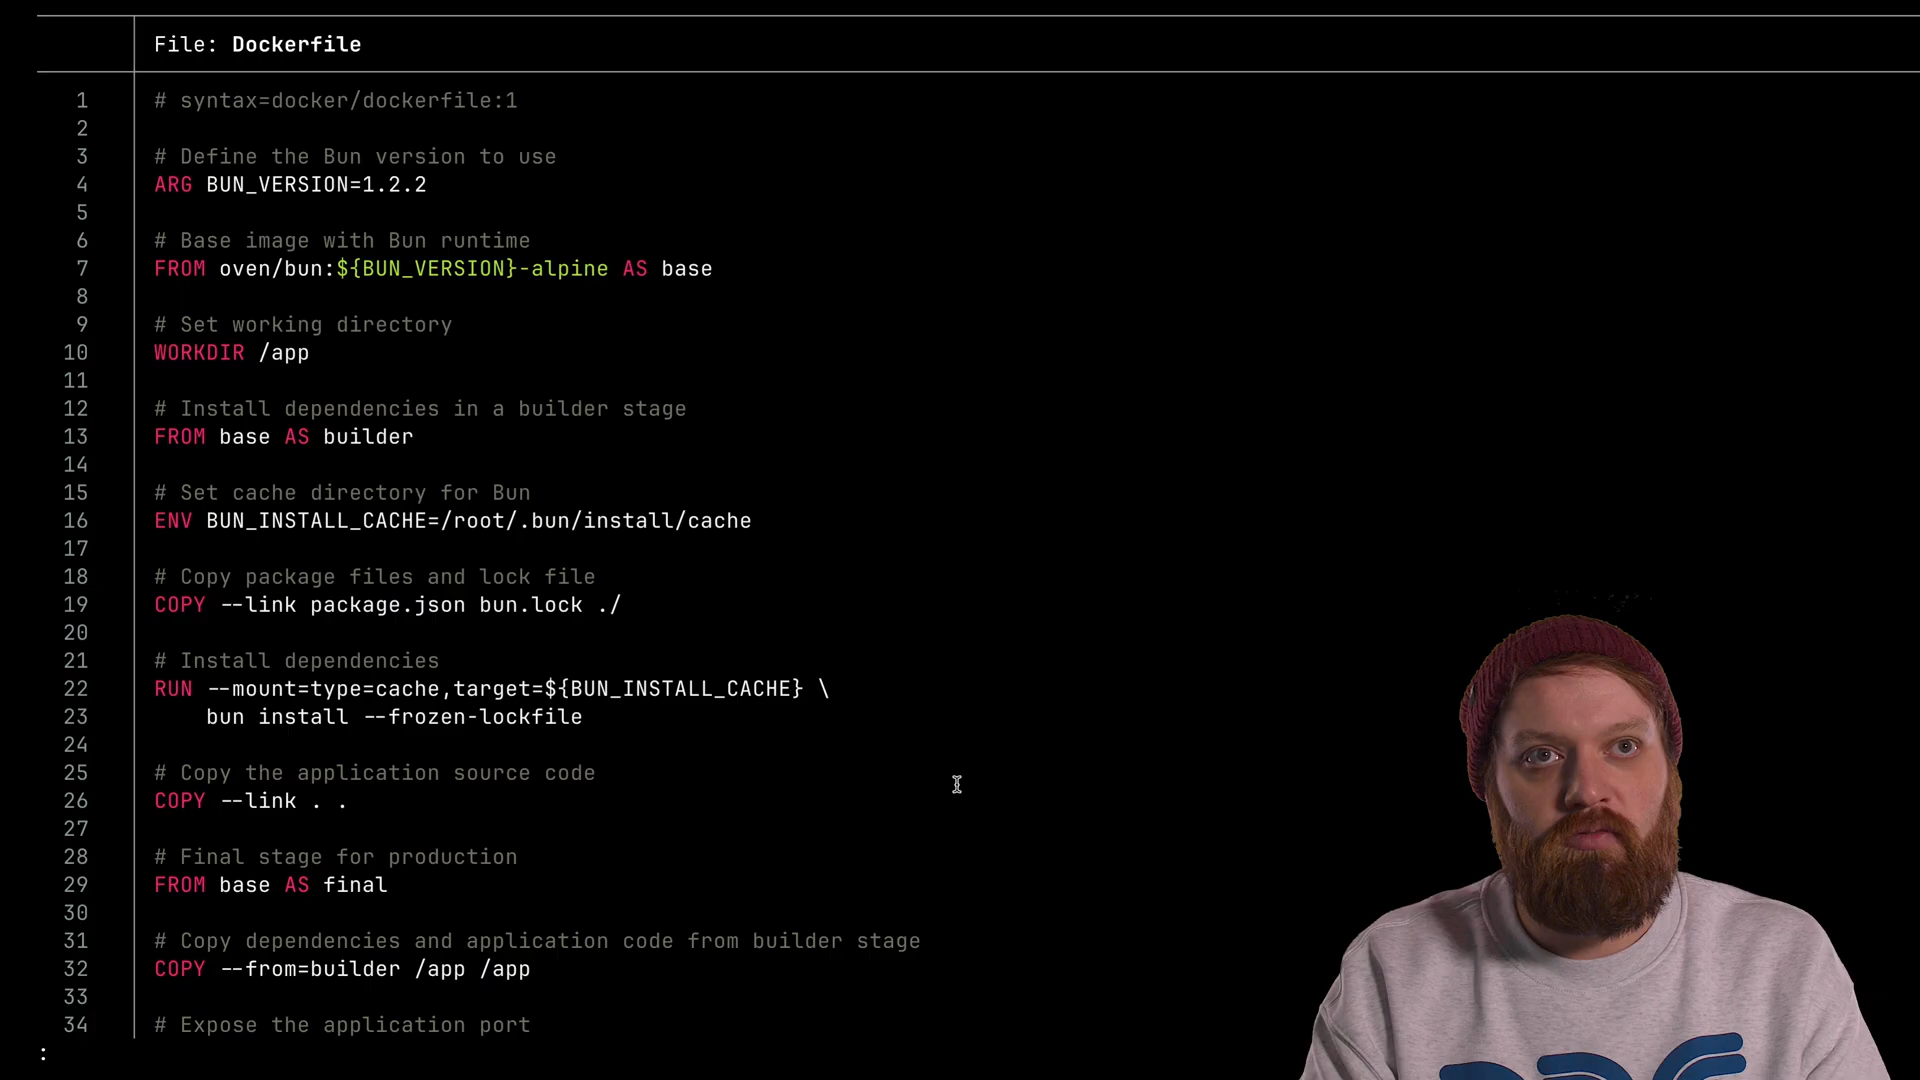 File: Dockerfile
1 # syntax=docker/dockerfile:1
2
3 # Define the Bun version to use
4 ARG BUN_VERSION=1.2.2
5
6 # Base image with Bun runtime
7 FROM oven/bun:${BUN_VERSION}-alpine AS base
8
9 # Set working directory
10 WORKDIR /app
11
12 # Install dependencies in a builder stage
13 FROM base AS builder
14
15 # Set cache directory for Bun
16 ENV BUN_INSTALL_CACHE=/root/.bun/install/cache
17
18 # Copy package files and lock file
19 COPY --link package.json bun.lock ./
20
21 # Install dependencies
22 RUN --mount=type=cache,target=${BUN_INSTALL_CACHE} \
23     bun install --frozen-lockfile
24
25 # Copy the application source code
26 COPY --link . .
27
28 # Final stage for production
29 FROM base AS final
30
31 # Copy dependencies and application code from builder stage
32 COPY --from=builder /app /app
33
34 # Expose the application port
: